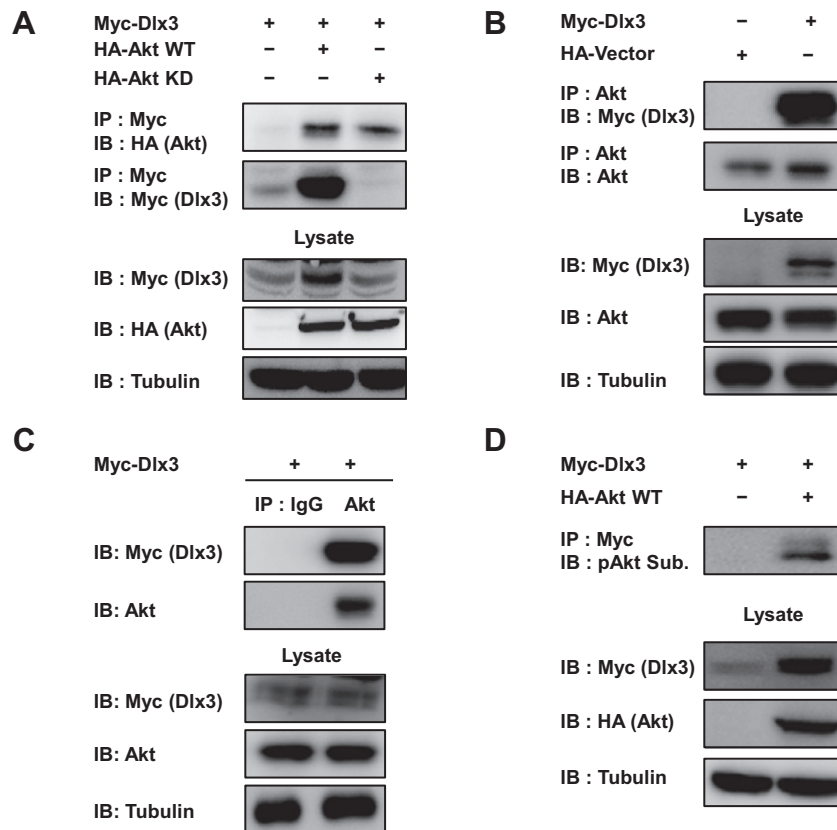 A
Myc-Dlx3 + + +
HA-Akt WT – + –
HA-Akt KD – – +
IP : Myc
IB : HA (Akt)
IP : Myc
IB : Myc (Dlx3)
Lysate
IB : Myc (Dlx3)
IB : HA (Akt)
IB : Tubulin
B
Myc-Dlx3 – +
HA-Vector + –
IP : Akt
IB : Myc (Dlx3)
IP : Akt
IB : Akt
Lysate
IB: Myc (Dlx3)
IB : Akt
IB : Tubulin
C
Myc-Dlx3 + +
IP : IgG Akt
IB: Myc (Dlx3)
IB: Akt
Lysate
IB: Myc (Dlx3)
IB: Akt
IB: Tubulin
D
Myc-Dlx3 + +
HA-Akt WT – +
IP : Myc
IB : pAkt Sub.
Lysate
IB : Myc (Dlx3)
IB : HA (Akt)
IB : Tubulin